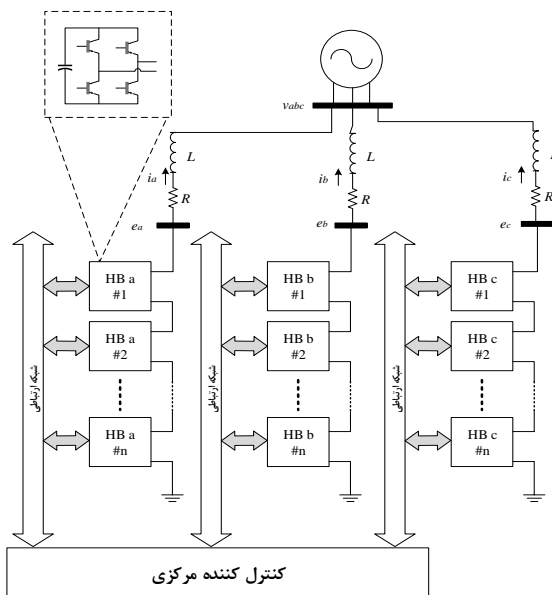 vabc
L
L
L
ia
ib
ic
R
R
R
ea
eb
ec
HB a
#1
HB b
#1
HB c
#1
HB a
#2
HB b
#2
HB c
#2
HB a
#n
HB b
#n
HB c
#n
شبکه ارتباطی
شبکه ارتباطی
شبکه ارتباطی
کنترل کننده مرکزی